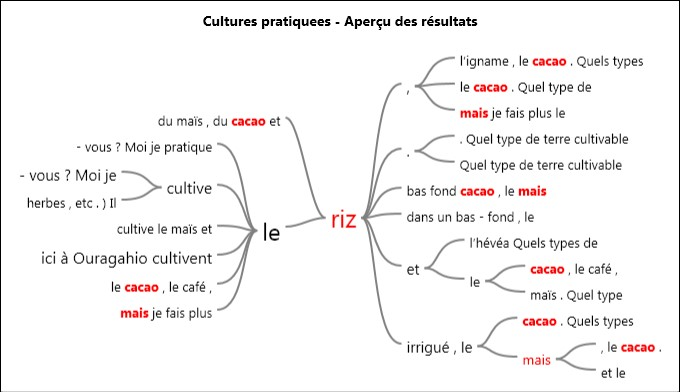 Cultures pratiquees - Aperçu des résultats
du maïs , du cacao et
- vous ? Moi je pratique
- vous ? Moi je
herbes , etc . ) Il
cultive
cultive le maïs et
ici à Ouragahio cultivent
le cacao , le café ,
mais je fais plus
le
riz
,
l'igname , le cacao . Quels types
le cacao . Quel type de
mais je fais plus le
.
. Quel type de terre cultivable
Quel type de terre cultivable
bas fond cacao , le mais
dans un bas - fond , le
et
l'hévéa Quels types de
le
cacao , le café ,
maïs . Quel type
irrigué , le
cacao . Quels types
mais
, le cacao .
et le